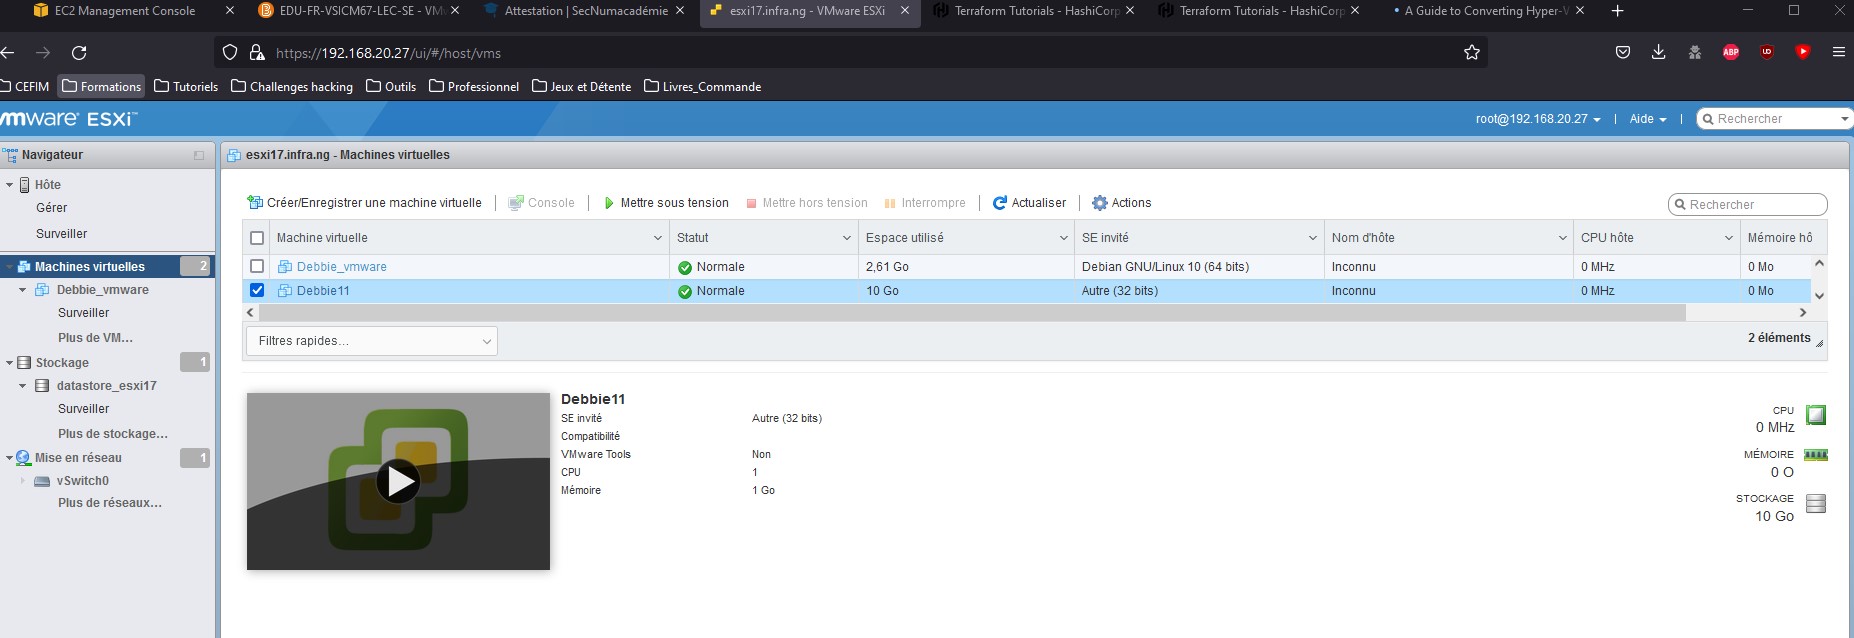 EC2 Management Console
EDU-FR-VSICM67-LEC-SE - VM
Attestation | SecNumacadémie
esxi17.infra.ng - VMware ESXi
Terraform Tutorials - HashiCorp
Terraform Tutorials - HashiCorp
A Guide to Converting Hyper-V
https://192.168.20.27/ui/#/host/vms
ABP
CEFIM
Formations
Tutoriels
Challenges hacking
Outils
Professionnel
Jeux et Détente
Livres_Commande
vmware ESXi™
root@192.168.20.27
Aide
Rechercher
Navigateur
esxi17.infra.ng - Machines virtuelles
Hôte
Gérer
Surveiller
Machines virtuelles 2
Debbie_vmware
Surveiller
Plus de VM...
Stockage 1
datastore_esxi17
Surveiller
Plus de stockage...
Mise en réseau 1
vSwitch0
Plus de réseaux...
Créer/Enregistrer une machine virtuelle
Console
Mettre sous tension
Mettre hors tension
Interrompre
Actualiser
Actions
Rechercher
Machine virtuelle Statut Espace utilisé SE invité Nom d'hôte CPU hôte Mémoire hô
Debbie_vmware Normale 2,61 Go Debian GNU/Linux 10 (64 bits) Inconnu 0 MHz 0 Mo
Debbie11 Normale 10 Go Autre (32 bits) Inconnu 0 MHz 0 Mo
Filtres rapides...
2 éléments
Debbie11
SE invité Autre (32 bits)
Compatibilité
VMware Tools Non
CPU 1
Mémoire 1 Go
CPU
0 MHz
MÉMOIRE
0 O
STOCKAGE
10 Go